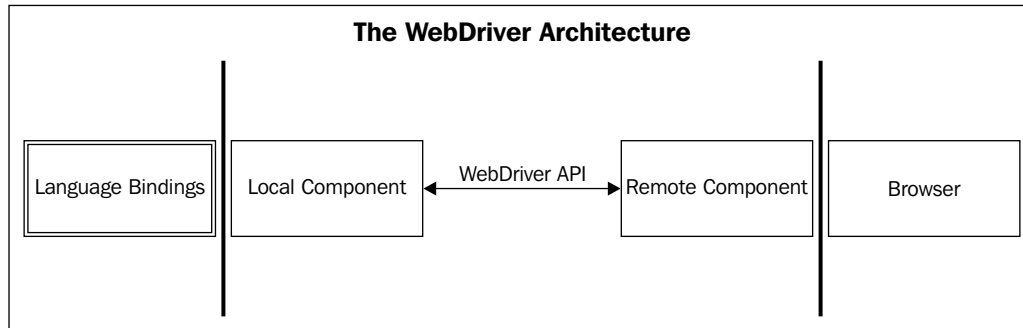 The WebDriver Architecture
Language Bindings
Local Component
WebDriver API
Remote Component
Browser